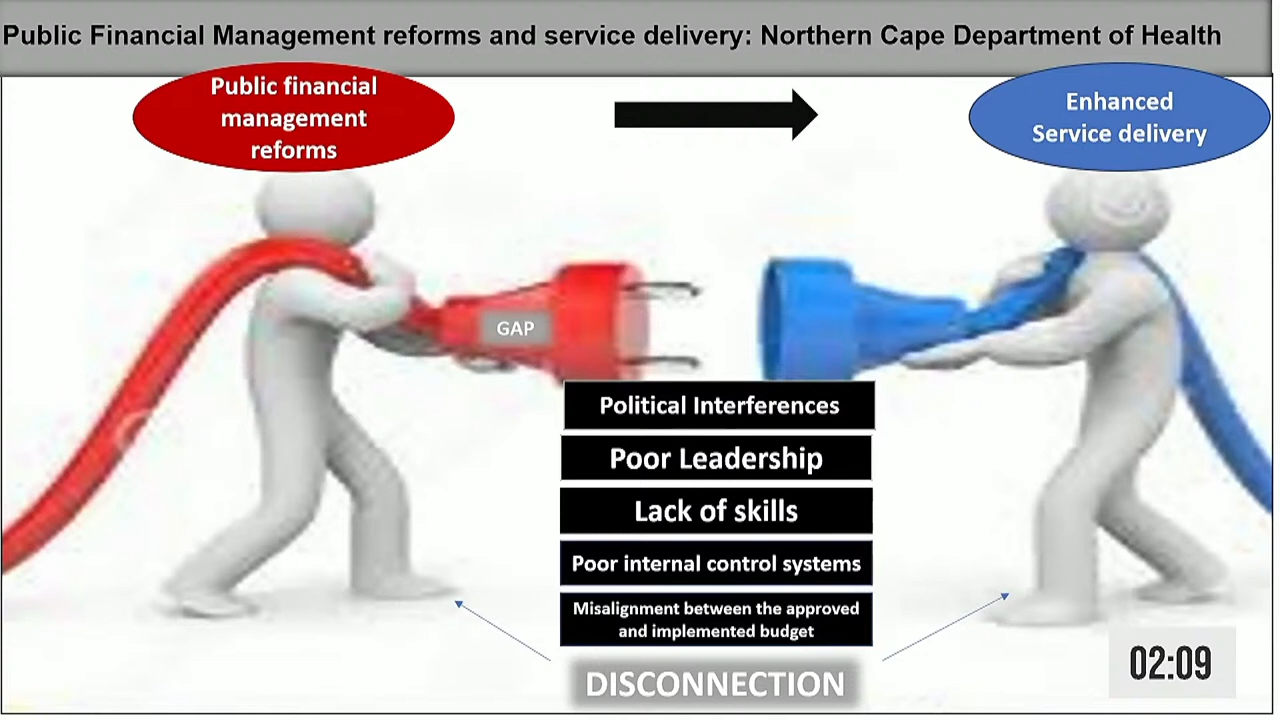 Public Financial Management reforms and service delivery: Northern Cape Department of Health
Public financial
management
reforms
Enhanced
Service delivery
GAP
Political Interferences
Poor Leadership
Lack of skills
Poor internal control systems
Misalignment between the approved
and implemented budget
DISCONNECTION
02:09